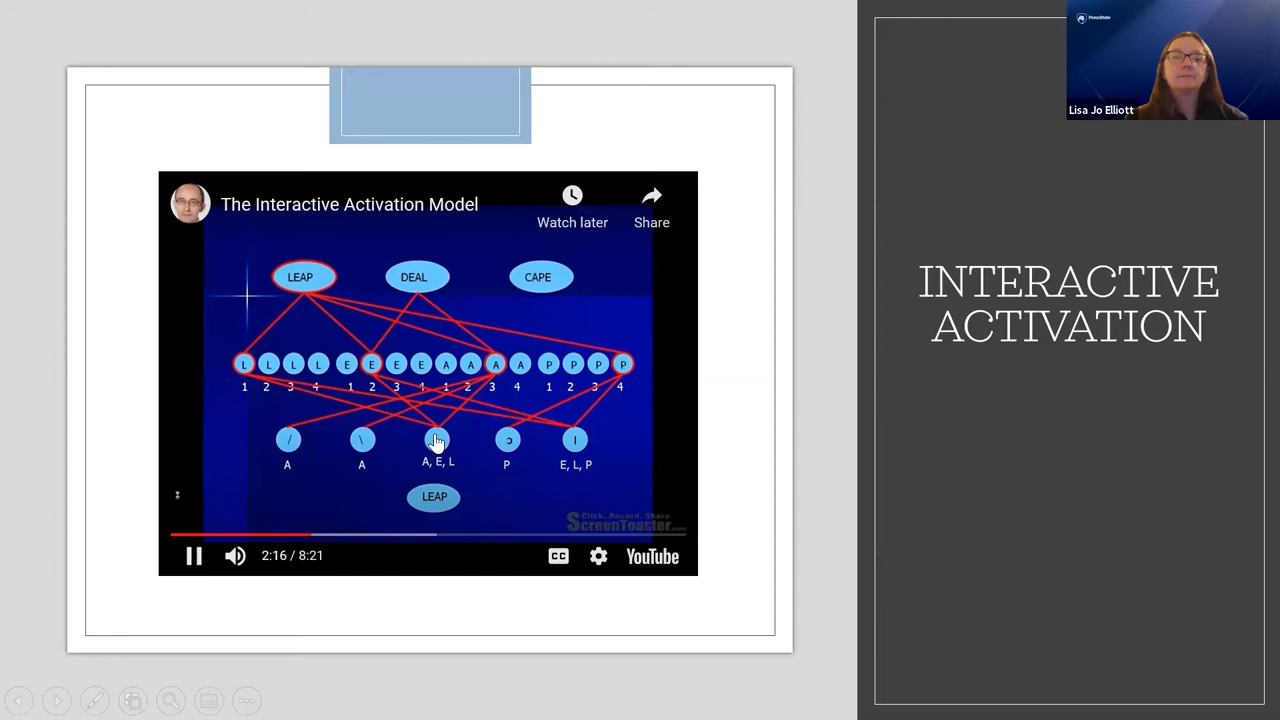 PennState
Lisa Jo Elliott
INTERACTIVE
ACTIVATION
The Interactive Activation Model
Watch later
Share
LEAP DEAL CAPE
L L L L E E E E A A A A P P P P
1 2 3 4 1 2 3 4 1 2 3 4 1 2 3 4
/ \ ɔ |
A A A, E, L P E, L, P
LEAP
Click. Record. Share
ScreenToaster.com
2:16 / 8:21
CC
YouTube